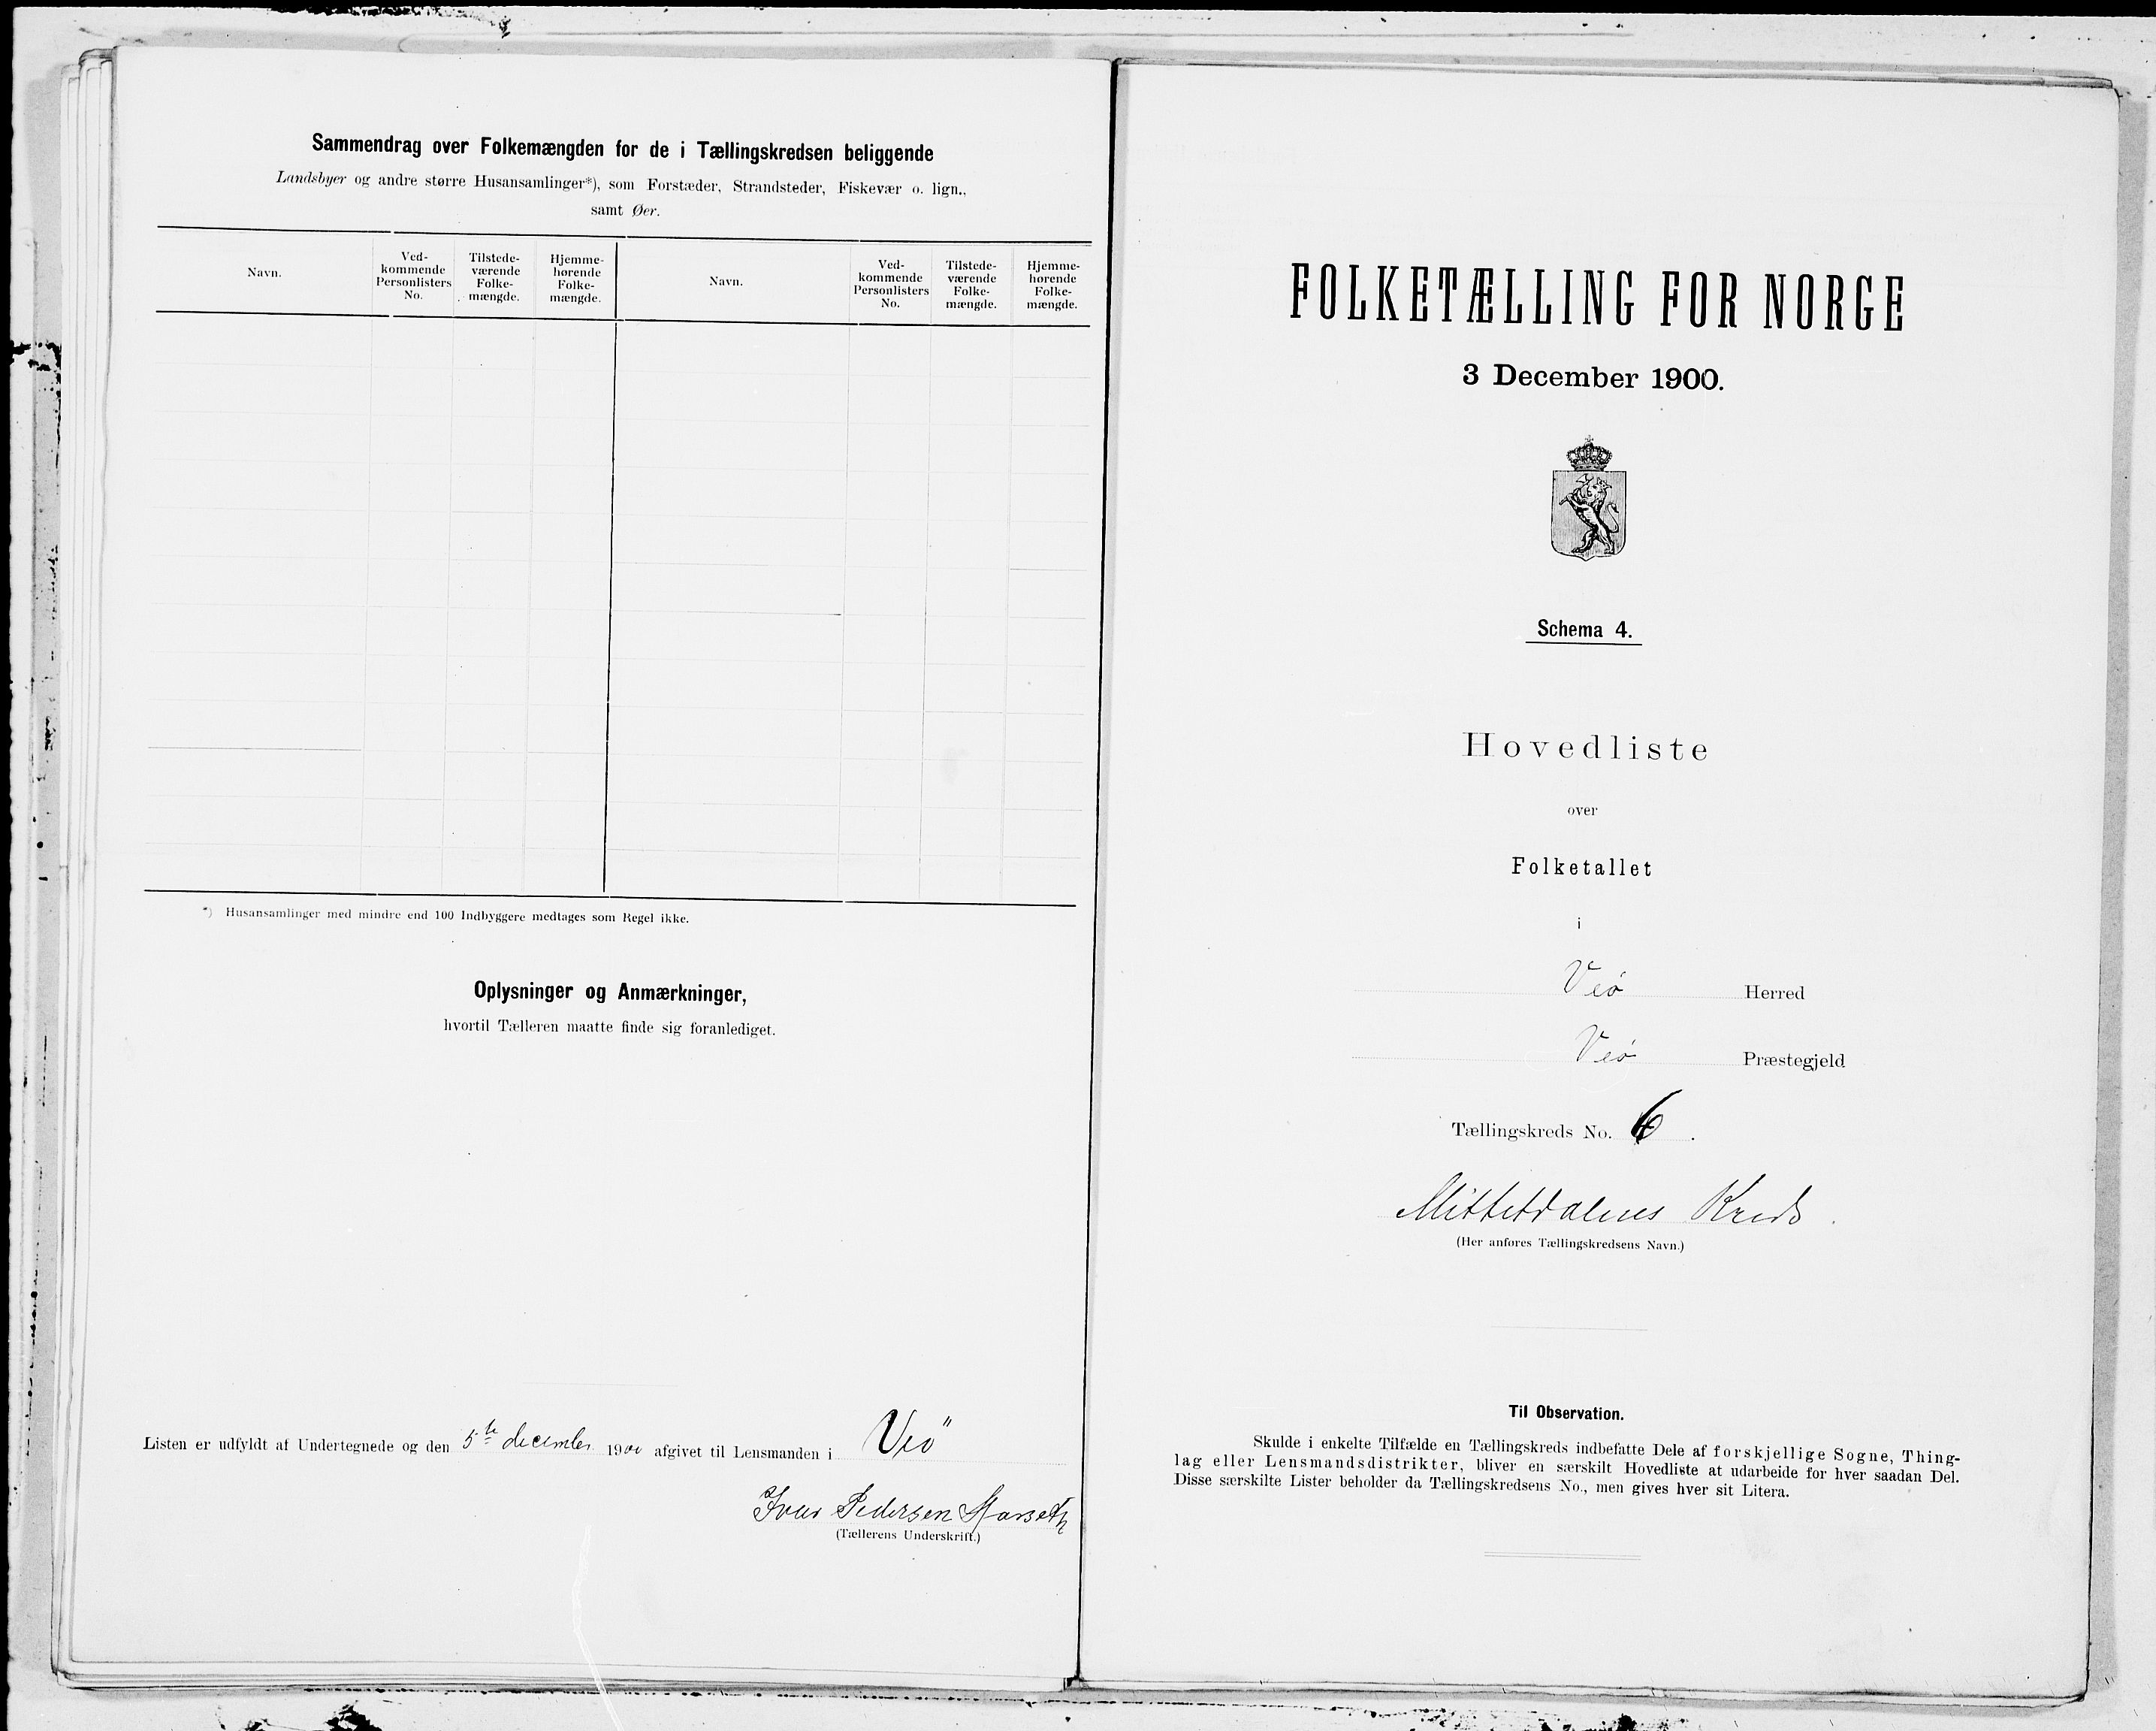 Sammendrag over Folkemængden for de i Tællingskredsen beliggende
Landsbyer og andre større Husansamlinger*), som Forstæder, Strandsteder, Fiskevær o. lign.,
samt Øer.
Navn.
Ved-
kommende
Personlisters
No.
Tilstede-
værende
Folke-
mængde.
Hjemme-
hørende
Folke-
mængde.
Navn.
Ved-
kommende
Personlisters
No.
Tilstede-
værende
Folke-
mængde.
Hjemme-
hørende
Folke-
mængde.
*) Husansamlinger med mindre end 100 Indbyggere medtages som Regel ikke.
Oplysninger og Anmærkninger,
hvortil Tælleren maatte finde sig foranlediget.
Listen er udfyldt af Undertegnede og den 5te december 1900 afgivet til Lensmanden i Veö
Pedersen
(Tællerens Underskrift.)
FOLKETÆLLING FOR NORGE
3 December 1900.
Schema 4.
Hovedliste
over
Folketallet
i
Veö Herred
Veö Præstegjeld
Tællingskreds No. 6.
Mittetdalens Kreds.
(Her anføres Tællingskredsens Navn.)
Til Observation.
Skulde i enkelte Tilfælde en Tællingskreds indbefatte Dele af forskjellige Sogne, Thing-
lag eller Lensmandsdistrikter, bliver en særskilt Hovedliste at udarbeide for hver saadan Del.
Disse særskilte Lister beholder da Tællingskredsens No., men gives hver sit Litera.